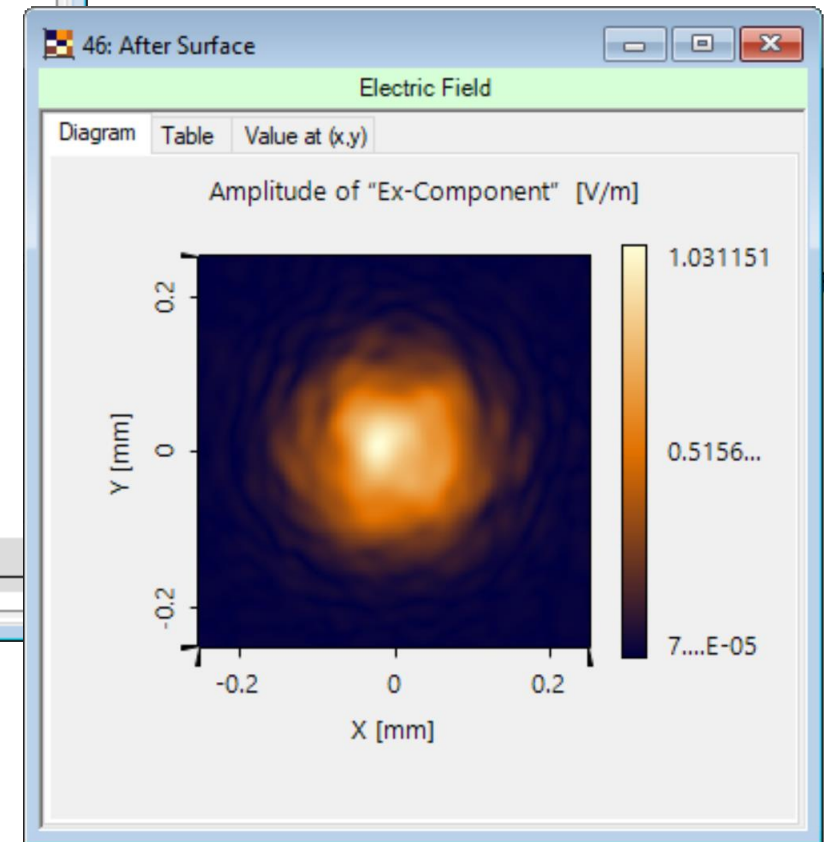 46: After Surface
Electric Field
Diagram Table Value at (x,y)
Amplitude of "Ex-Component" [V/m]
1.031151
0.5156...
7....E-05
0.2
0
-0.2
Y [mm]
-0.2 0 0.2
X [mm]